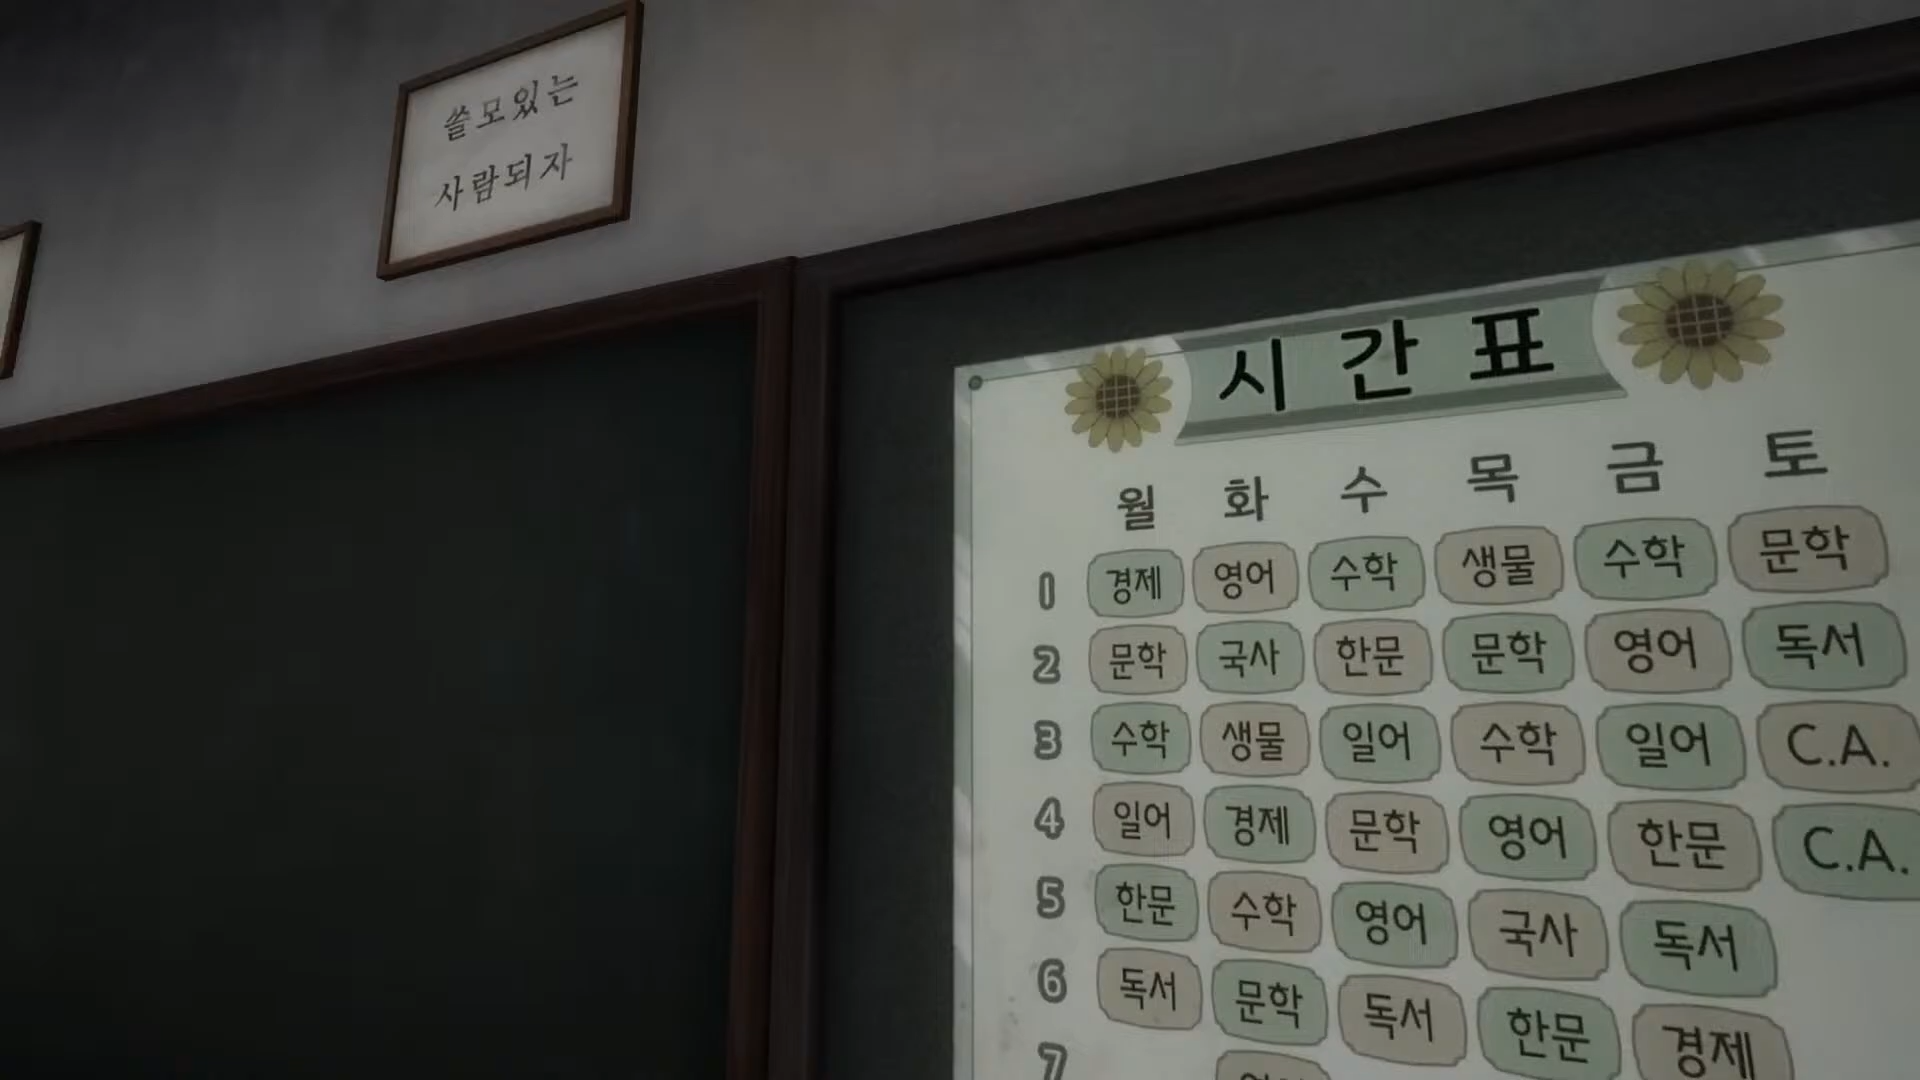 쓸모있는
사람되자
시간표
월 화 수 목 금 토
1 경제 영어 수학 생물 수학 문학
2 문학 국사 한문 문학 영어 독서
3 수학 생물 일어 수학 일어 C.A.
4 일어 경제 문학 영어 한문 C.A.
5 한문 수학 영어 국사 독서
6 독서 문학 독서 한문 경제
7